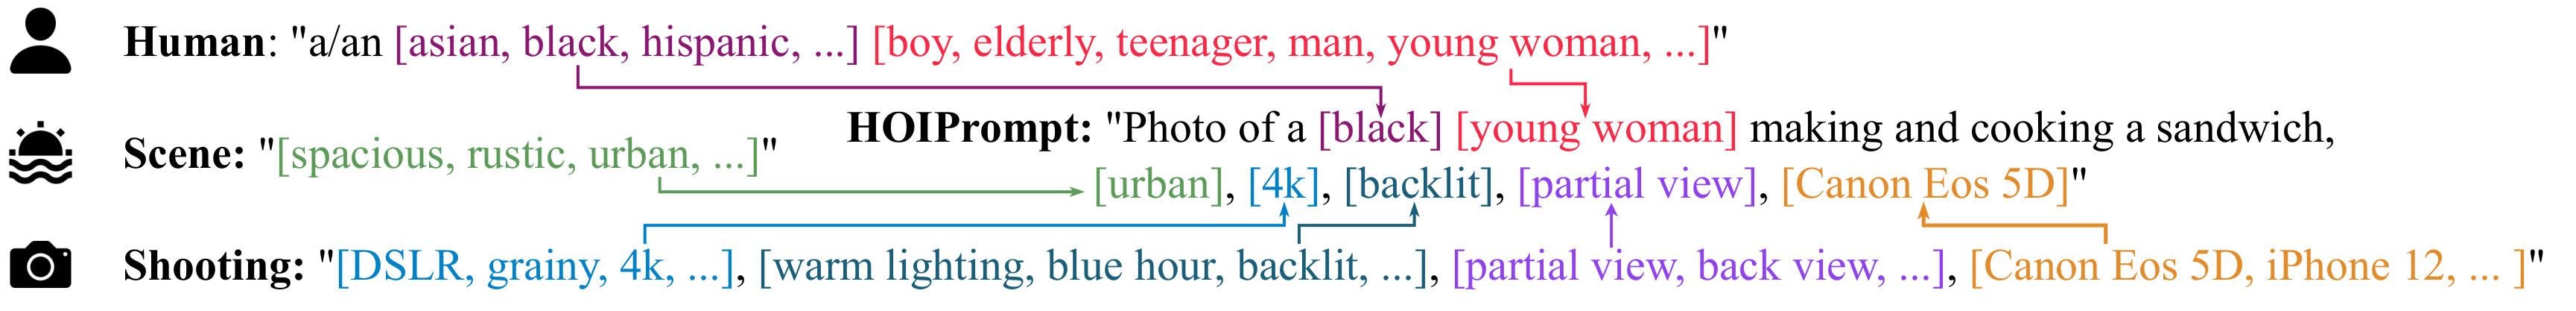 Human: "a/an [asian, black, hispanic, ...] [boy, elderly, teenager, man, young woman, ...]"
HOIPrompt: "Photo of a [black] [young woman] making and cooking a sandwich,
Scene: "[spacious, rustic, urban, ...]"
[urban], [4k], [backlit], [partial view], [Canon Eos 5D]"
Shooting: "[DSLR, grainy, 4k, ...], [warm lighting, blue hour, backlit, ...], [partial view, back view, ...], [Canon Eos 5D, iPhone 12, ... ]"